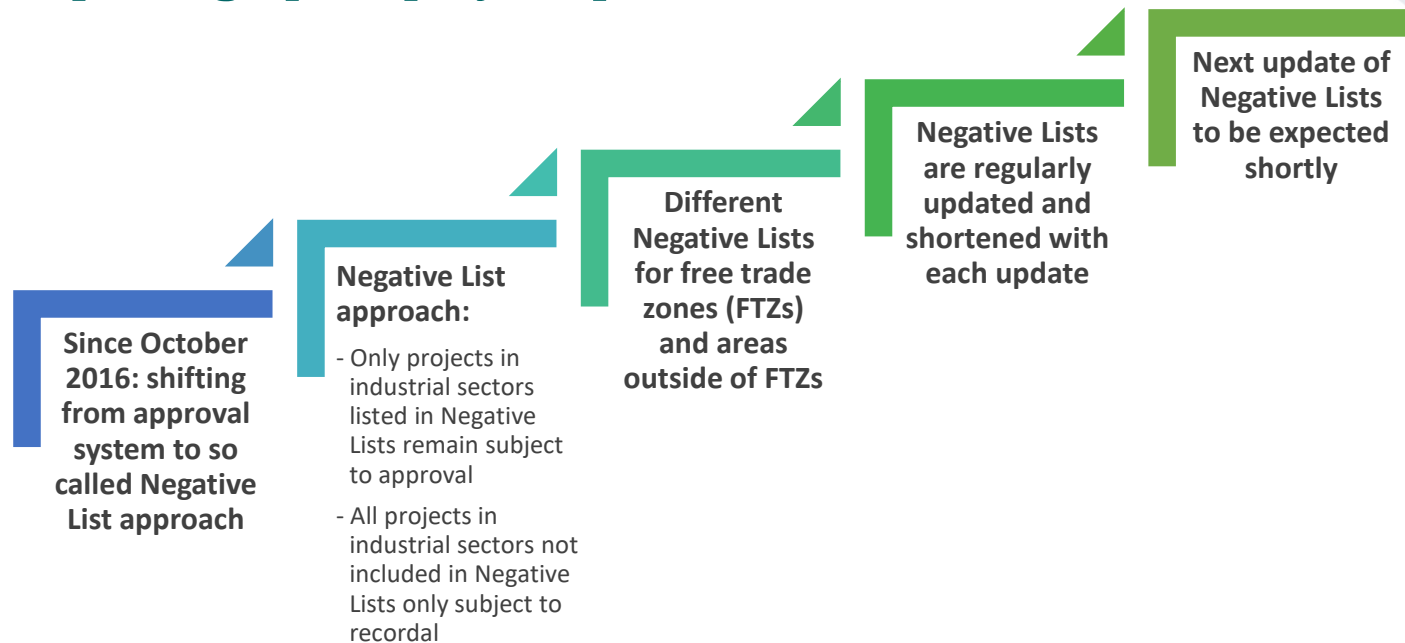 Since October
2016: shifting
from approval
system to so
called Negative
List approach
Negative List
approach:
- Only projects in
industrial sectors
listed in Negative
Lists remain subject
to approval
- All projects in
industrial sectors not
included in Negative
Lists only subject to
recordal
Different
Negative Lists
for free trade
zones (FTZs)
and areas
outside of FTZs
Negative Lists
are regularly
updated and
shortened with
each update
Next update of
Negative Lists
to be expected
shortly